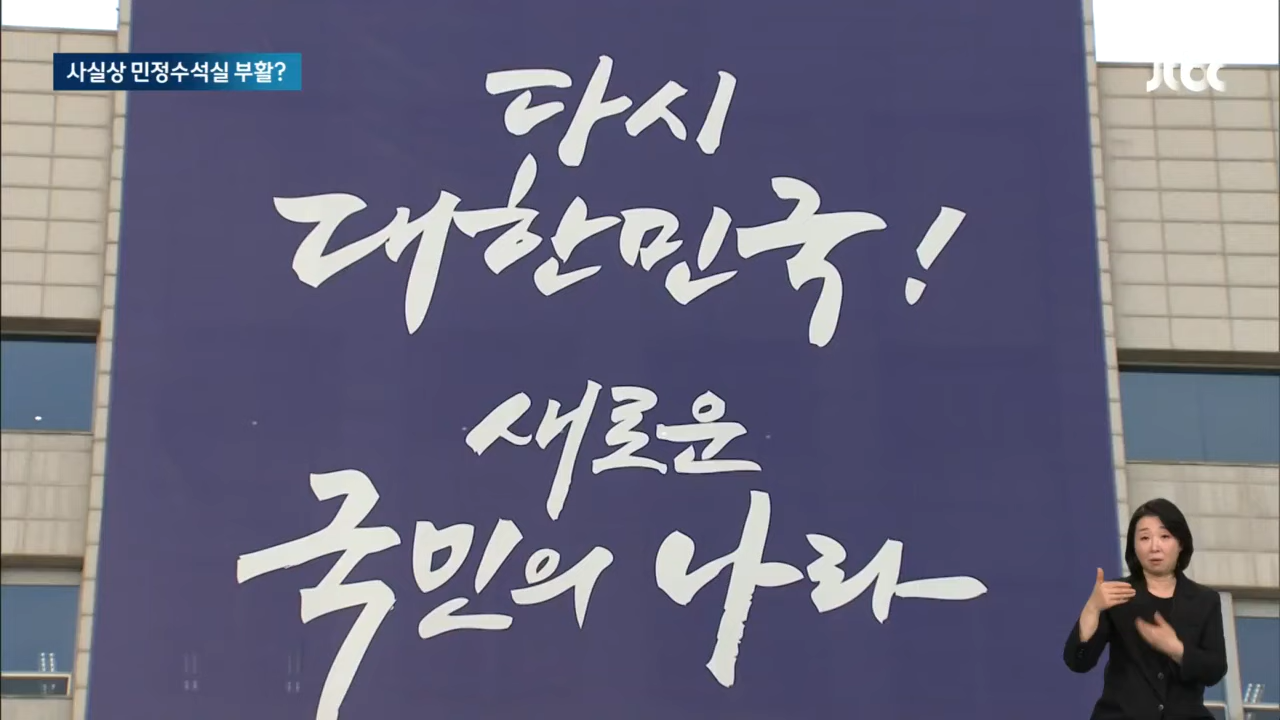 사실상 민정수석실 부활?
JTBC
다시
대한민국!
새로운
국민의 나라